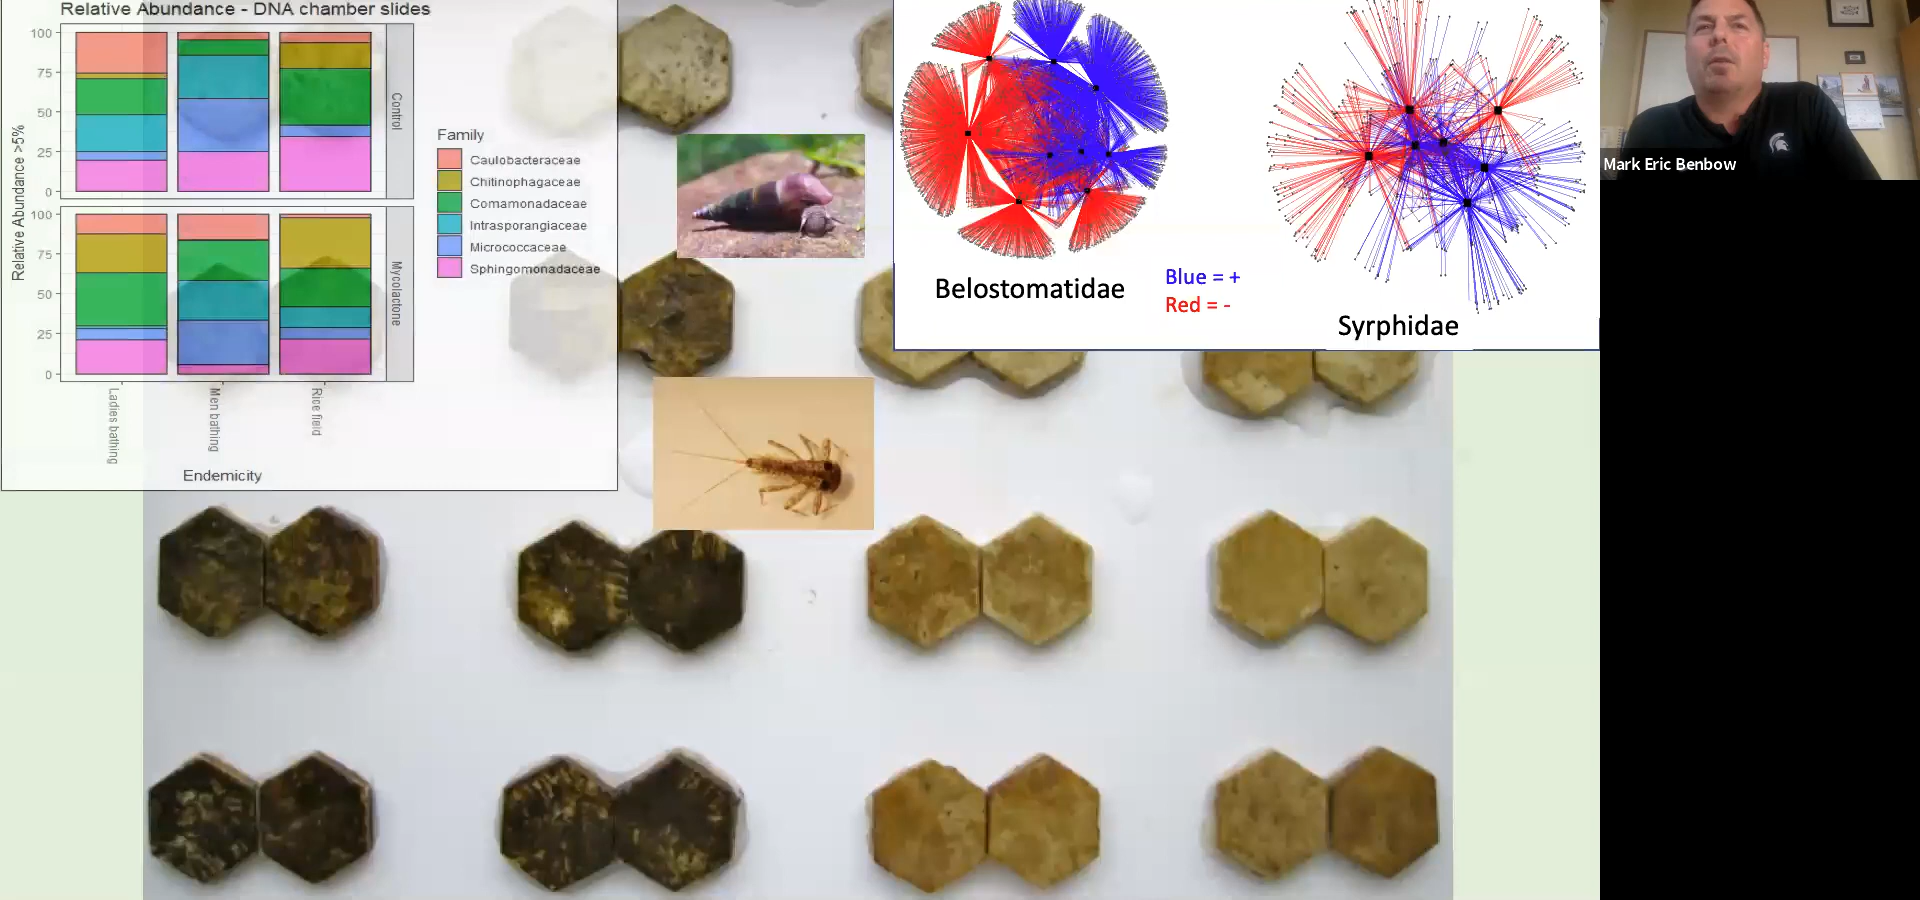 Relative Abundance - DNA chamber slides
Relative Abundance >5%
100
75
50
25
0
Control
100
75
50
25
0
Mycolactone
Ladies bathing
Men bathing
Rice field
Endemicity
Family
Caulobacteraceae
Chitinophagaceae
Comamonadaceae
Intrasporangiaceae
Micrococcaceae
Sphingomonadaceae
Belostomatidae
Blue = +
Red = -
Syrphidae
Mark Eric Benbow